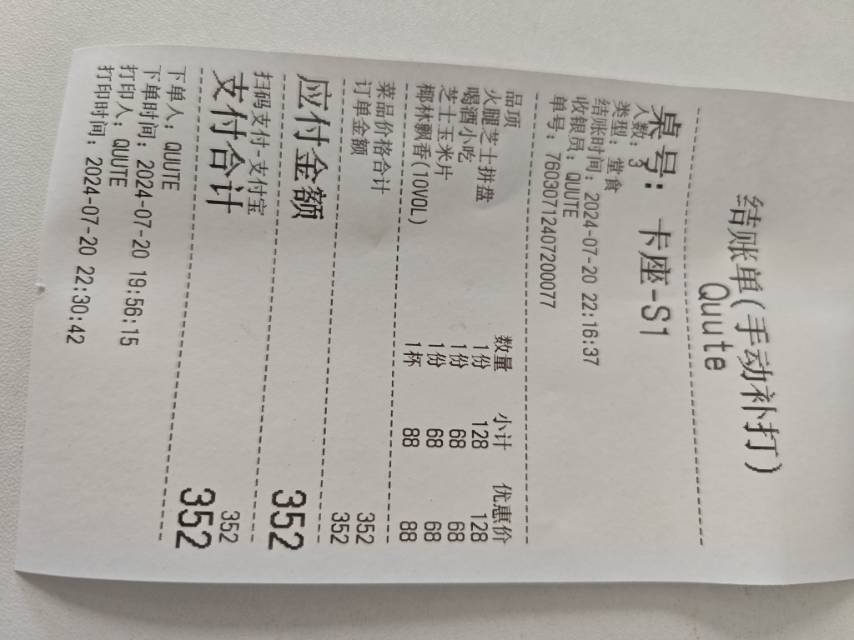 结账单(手动补打)
Quute
桌号: 卡座-S1
人数: 3
类型: 堂食
结账时间: 2024-07-20 22:16:37
收银员: QUUTE
单号: 76030712407200077
品项 数量 小计 优惠价
火腿芝士拼盘 1份 128 128
喝酒小吃 1份 68 68
芝士玉米片 1份 68 68
椰林飘香(10VOL) 1杯 88 88
菜品价格合计 352
订单金额 352
应付金额 352
扫码支付-支付宝 352
支付合计 352
下单人: QUUTE
下单时间: 2024-07-20 19:56:15
打印人: QUUTE
打印时间: 2024-07-20 22:30:42